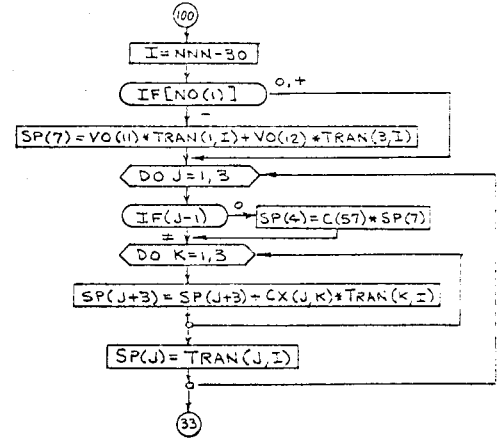 100
I = NNN-30
IF[NO(1)]
0,+
-
SP(7) = VO(11)*TRAN(1,I)+VO(12)*TRAN(3,I)
DO J=1,3
IF(J-1)
0
SP(4)=C(57)*SP(7)
±
DO K=1,3
SP(J+3) = SP(J+3) + CX(J,K)*TRAN(K,I)
SP(J) = TRAN(J,I)
33